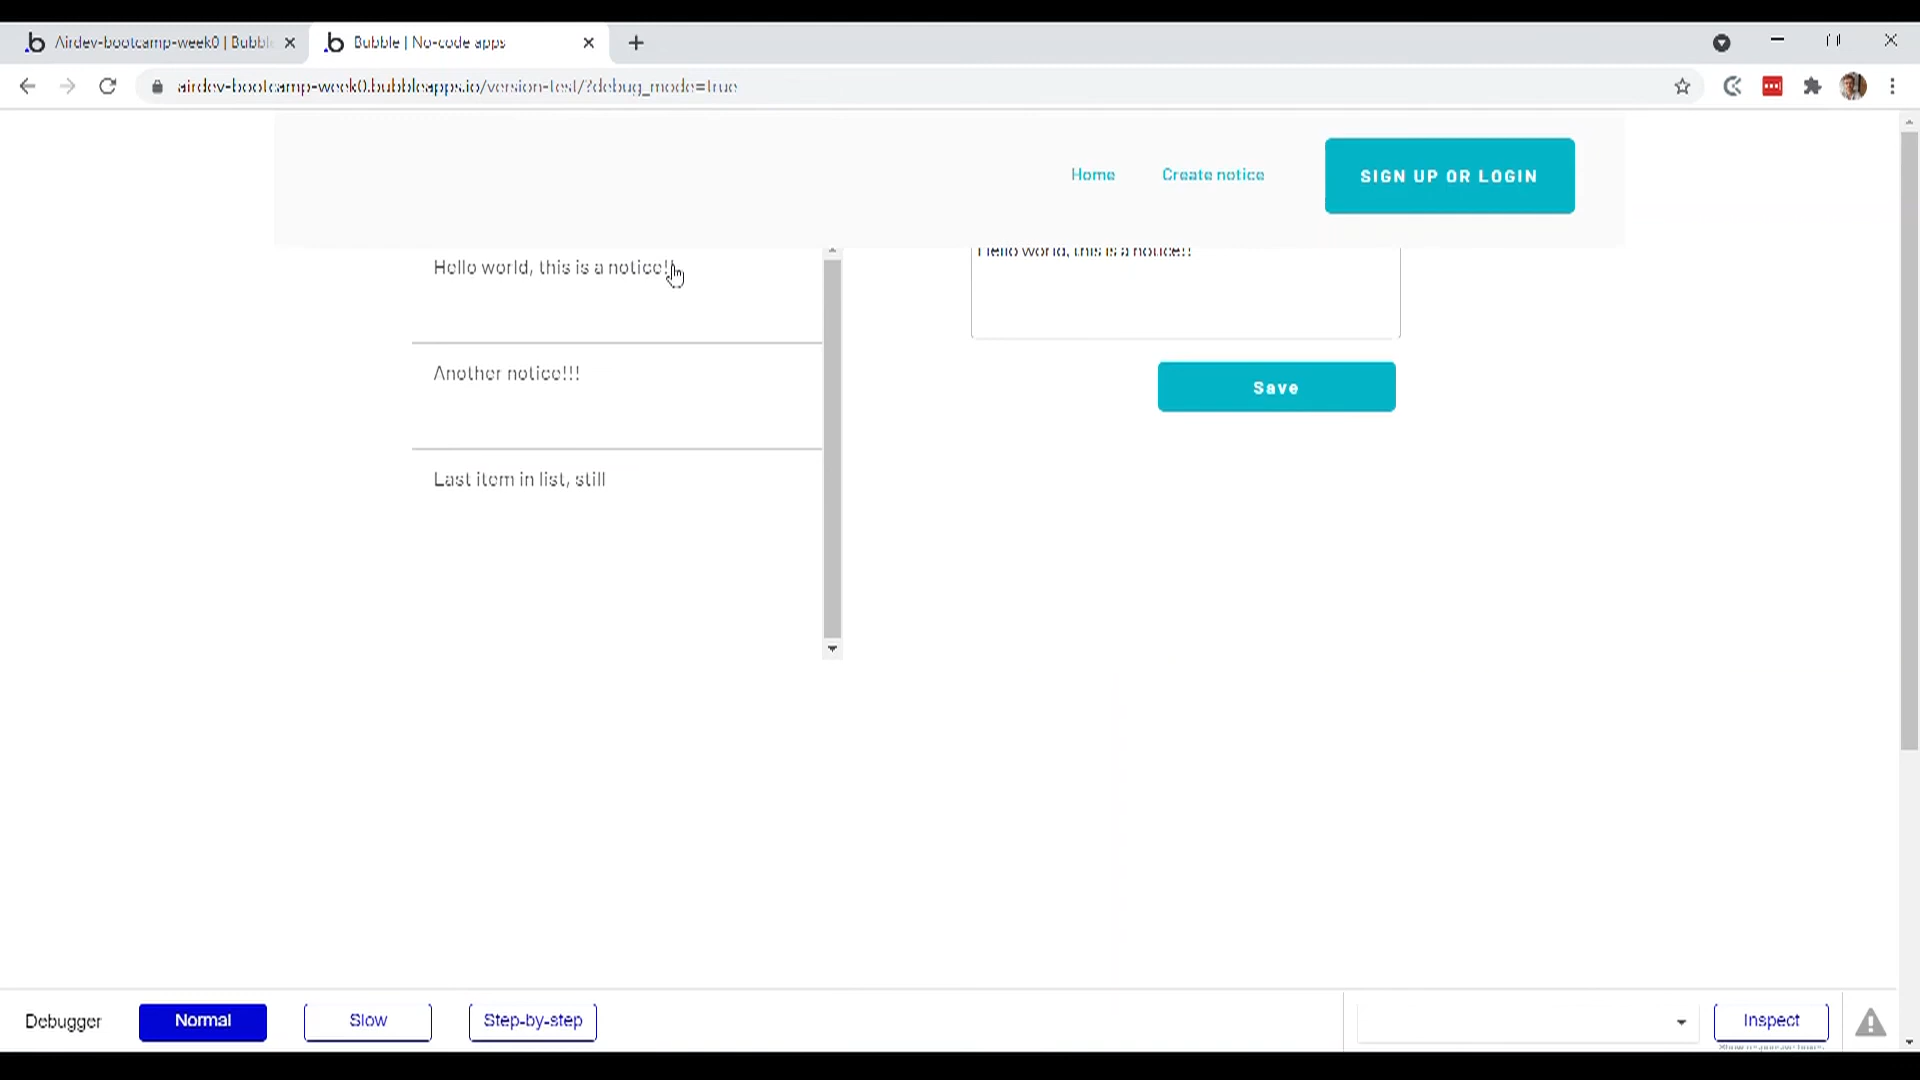 Airdev-bootcamp-week0 | Bubbl
Bubble | No-code apps
airdev-bootcamp-week0.bubbleapps.io/version-test/?debug_mode=true
Home
Create notice
SIGN UP OR LOGIN
Hello world, this is a notice!!
Hello world, this is a notice!!
Another notice!!!
Save
Last item in list, still
Debugger
Normal
Slow
Step-by-step
Inspect